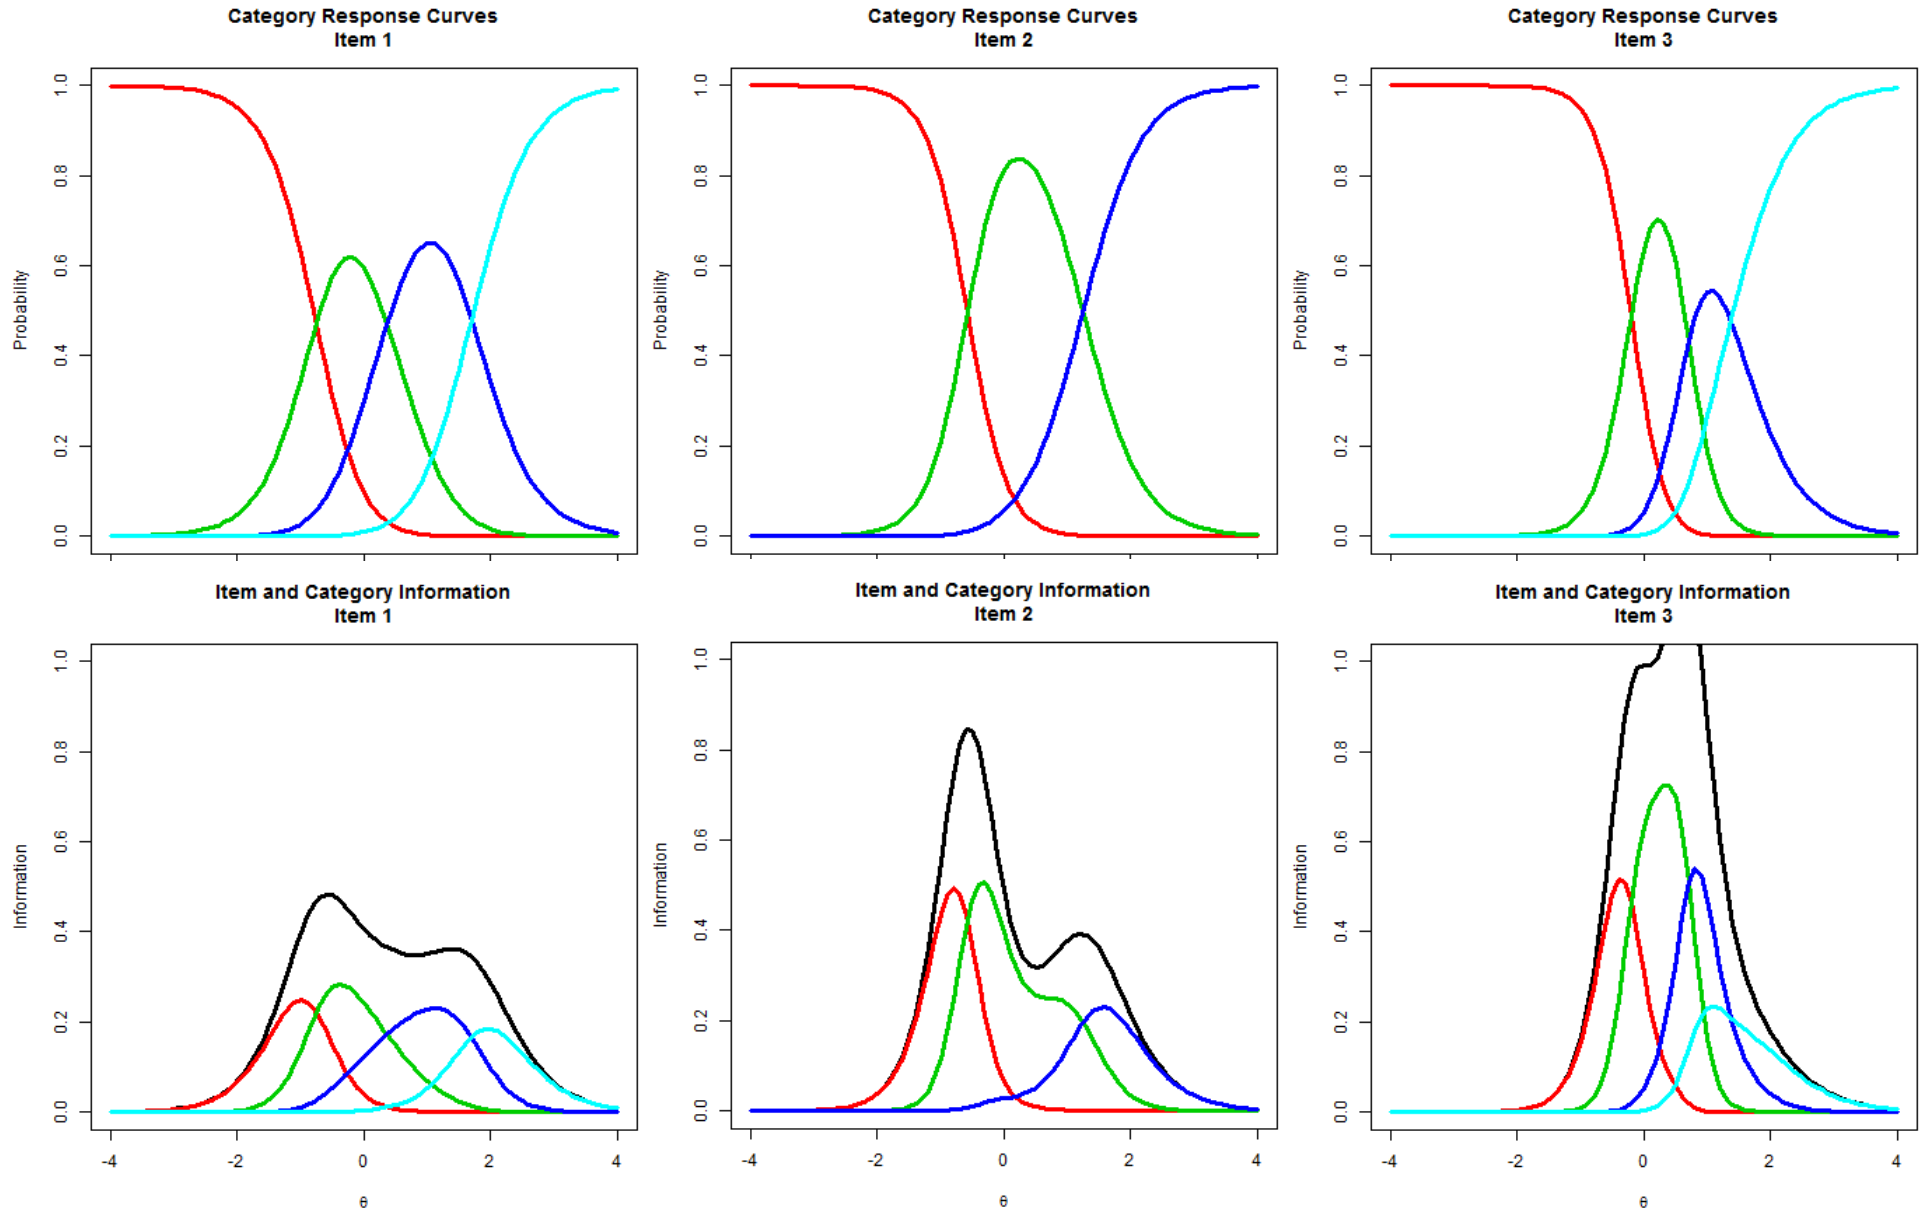 Category Response Curves
Item 1
Probability
1.0
0.8
0.6
0.4
0.2
0.0
Category Response Curves
Item 2
Probability
1.0
0.8
0.6
0.4
0.2
0.0
Category Response Curves
Item 3
Probability
1.0
0.8
0.6
0.4
0.2
0.0
Item and Category Information
Item 1
Information
1.0
0.8
0.6
0.4
0.2
0.0
-4 -2 0 2 4
θ
Item and Category Information
Item 2
Information
1.0
0.8
0.6
0.4
0.2
0.0
-4 -2 0 2 4
θ
Item and Category Information
Item 3
Information
1.0
0.8
0.6
0.4
0.2
0.0
-4 -2 0 2 4
θ